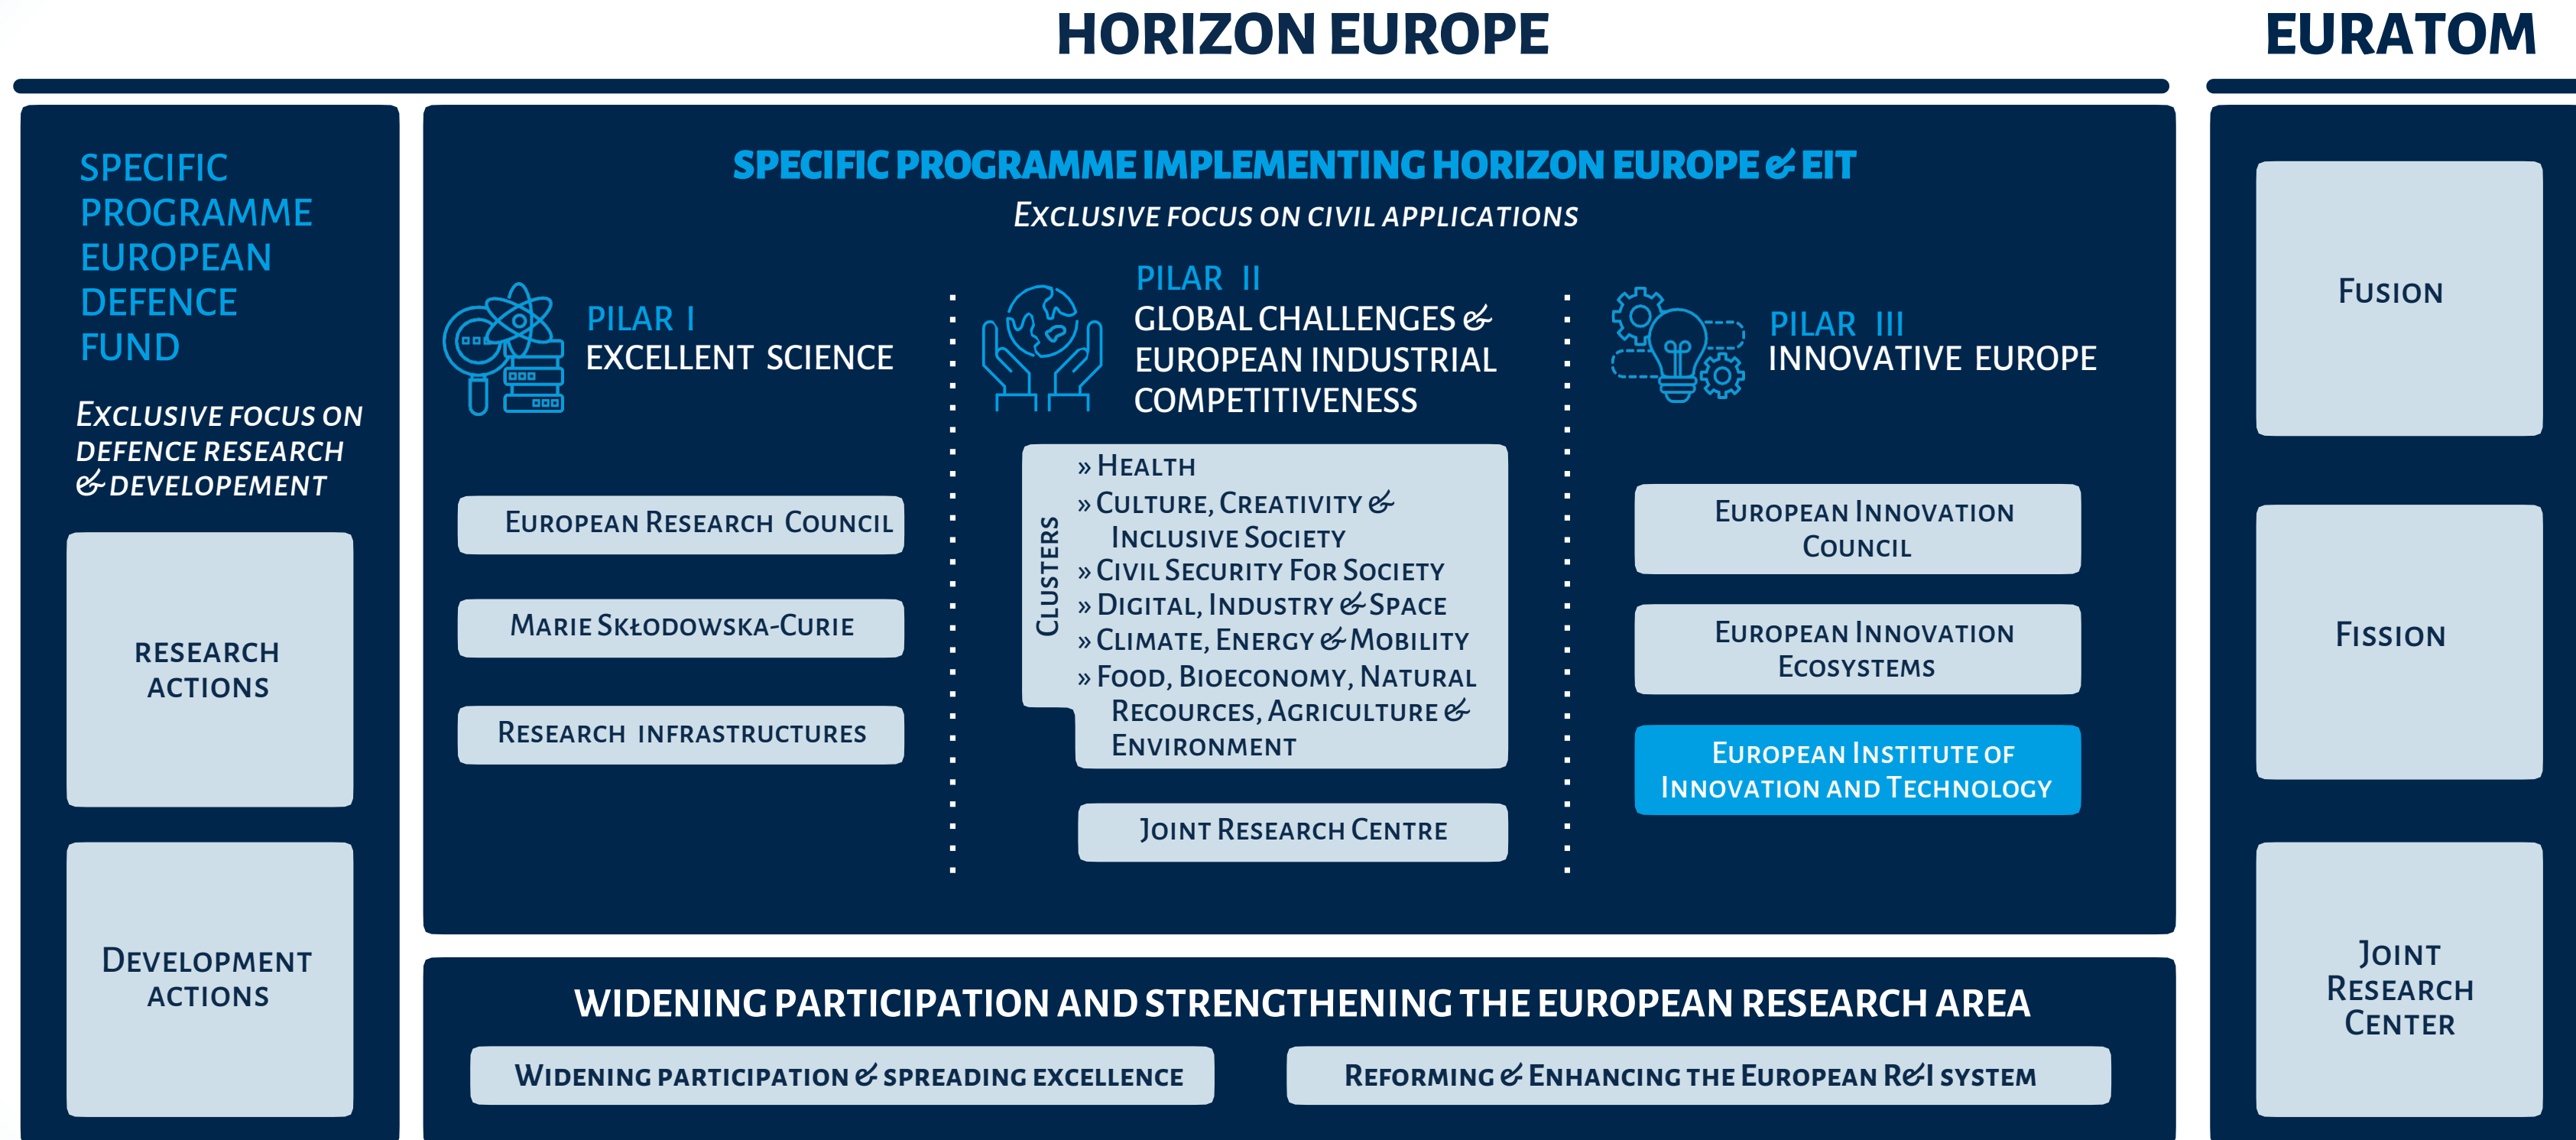 HORIZON EUROPE
EURATOM
SPECIFIC
PROGRAMME
EUROPEAN
DEFENCE
FUND
EXCLUSIVE FOCUS ON
DEFENCE RESEARCH
& DEVELOPEMENT
RESEARCH
ACTIONS
DEVELOPMENT
ACTIONS
SPECIFIC PROGRAMME IMPLEMENTING HORIZON EUROPE & EIT
EXCLUSIVE FOCUS ON CIVIL APPLICATIONS
PILAR I
EXCELLENT SCIENCE
EUROPEAN RESEARCH COUNCIL
MARIE SKŁODOWSKA-CURIE
RESEARCH INFRASTRUCTURES
PILAR II
GLOBAL CHALLENGES &
EUROPEAN INDUSTRIAL
COMPETITIVENESS
CLUSTERS
» HEALTH
» CULTURE, CREATIVITY &
INCLUSIVE SOCIETY
» CIVIL SECURITY FOR SOCIETY
» DIGITAL, INDUSTRY & SPACE
» CLIMATE, ENERGY & MOBILITY
» FOOD, BIOECONOMY, NATURAL
RECOURCES, AGRICULTURE &
ENVIRONMENT
JOINT RESEARCH CENTRE
PILAR III
INNOVATIVE EUROPE
EUROPEAN INNOVATION
COUNCIL
EUROPEAN INNOVATION
ECOSYSTEMS
EUROPEAN INSTITUTE OF
INNOVATION AND TECHNOLOGY
WIDENING PARTICIPATION AND STRENGTHENING THE EUROPEAN RESEARCH AREA
WIDENING PARTICIPATION & SPREADING EXCELLENCE
REFORMING & ENHANCING THE EUROPEAN R&I SYSTEM
FUSION
FISSION
JOINT
RESEARCH
CENTER